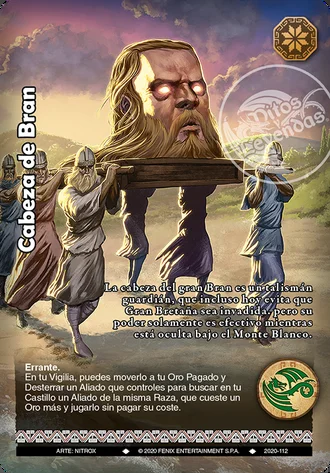 Mitos y Leyendas
Cabeza de Bran
La cabeza del gran Bran es un talismán
guardián, que incluso hoy evita que
Gran Bretaña sea invadida, pero su
poder solamente es efectivo mientras
está oculta bajo el Monte Blanco.
Errante.
En tu Vigilia, puedes moverlo a tu Oro Pagado y
Desterrar un Aliado que controles para buscar en tu
Castillo un Aliado de la misma Raza, que cueste un
Oro más y jugarlo sin pagar su coste.
ARTE: NITROX ◆ © 2020 FENIX ENTERTAINMENT S.P.A. ◆ 2020-112